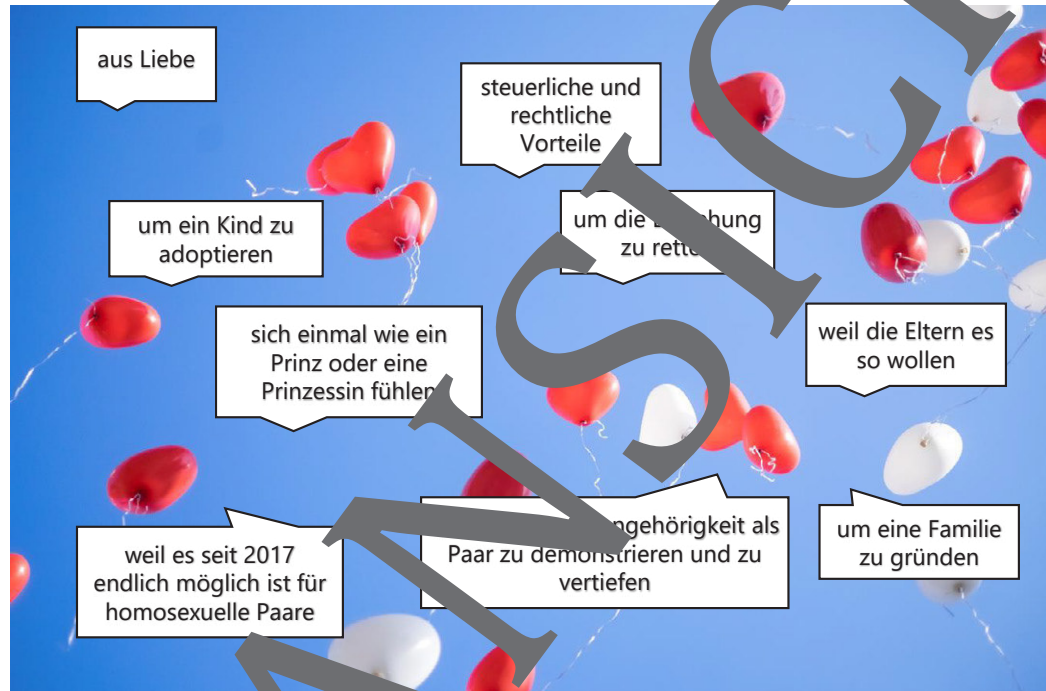 aus Liebe
steuerliche und
rechtliche
Vorteile
um ein Kind zu
adoptieren
um die
zu
sich einmal wie ein
Prinz oder eine
Prinzessin fühlen
weil die Eltern es
so wollen
weil es seit 2017
endlich möglich ist für
homosexuelle Paare
als
Paar zu demonstrieren und zu
vertiefen
um eine Familie
zu gründen